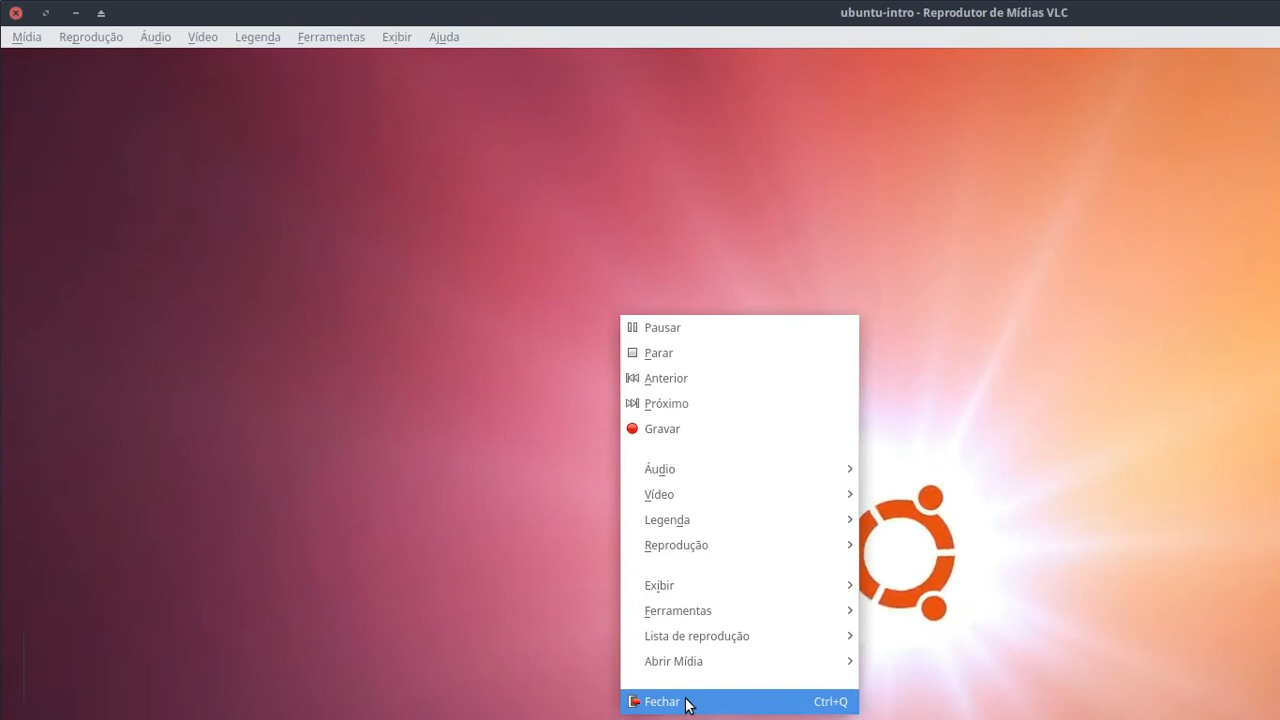 ubuntu-intro - Reprodutor de Mídias VLC
Mídia Reprodução Áudio Vídeo Legenda Ferramentas Exibir Ajuda
Pausar
Parar
Anterior
Próximo
Gravar
Áudio
Vídeo
Legenda
Reprodução
Exibir
Ferramentas
Lista de reprodução
Abrir Mídia
Fechar Ctrl+Q